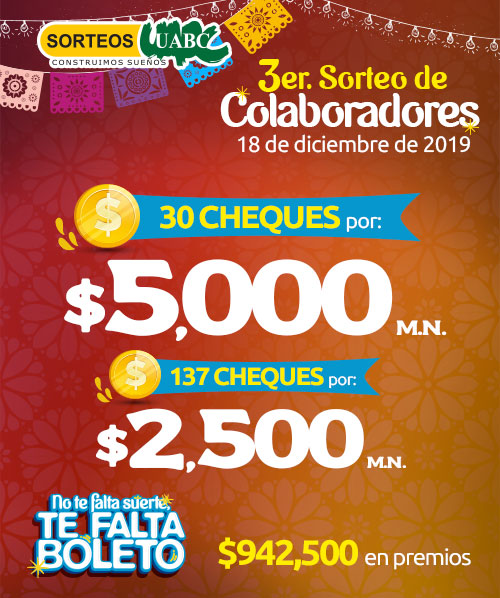 SORTEOS UABC
CONSTRUIMOS SUEÑOS
3er. Sorteo de
Colaboradores
18 de diciembre de 2019
$
30 CHEQUES por:
$5,000 M.N.
$
137 CHEQUES por:
$2,500 M.N.
No te falta suerte,
TE FALTA
BOLETO
$942,500 en premios